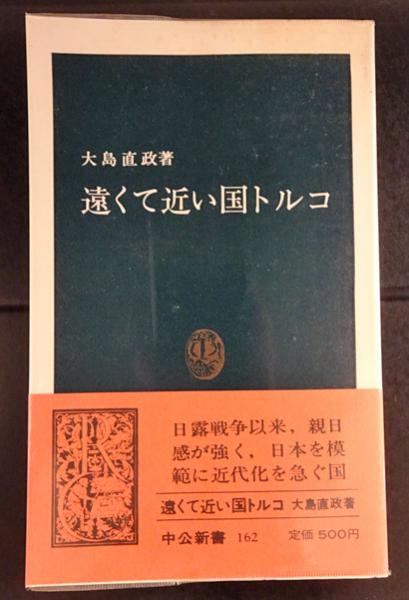 大島直政著
遠くて近い国トルコ
日露戦争以来，親日
感が強く，日本を模
範に近代化を急ぐ国
遠くて近い国トルコ 大島直政著
中公新書 162 定価 500円